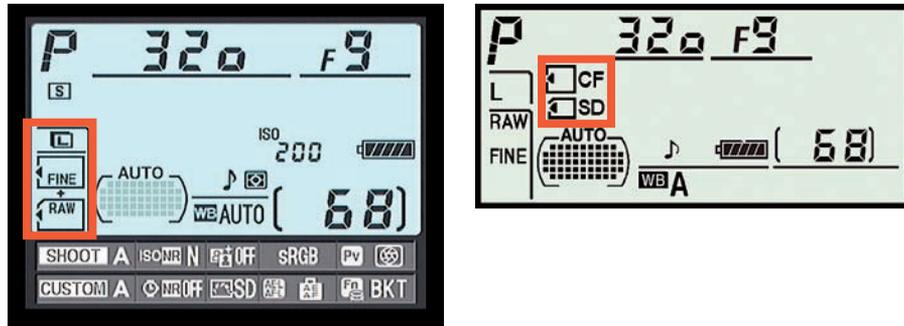 P 320 F9
S
L
ISO
200
FINE
+
RAW
AUTO
WB AUTO [ 68)
SHOOT A ISO NR N OFF sRGB Pv
CUSTOM A NR OFF SD BKT
P 320 F9
L
CF
SD
RAW
FINE
AUTO
( 68)
WB A